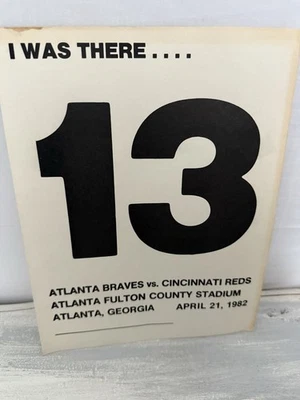 I WAS THERE . . . .
13
ATLANTA BRAVES vs. CINCINNATI REDS
ATLANTA FULTON COUNTY STADIUM
ATLANTA, GEORGIA APRIL 21, 1982